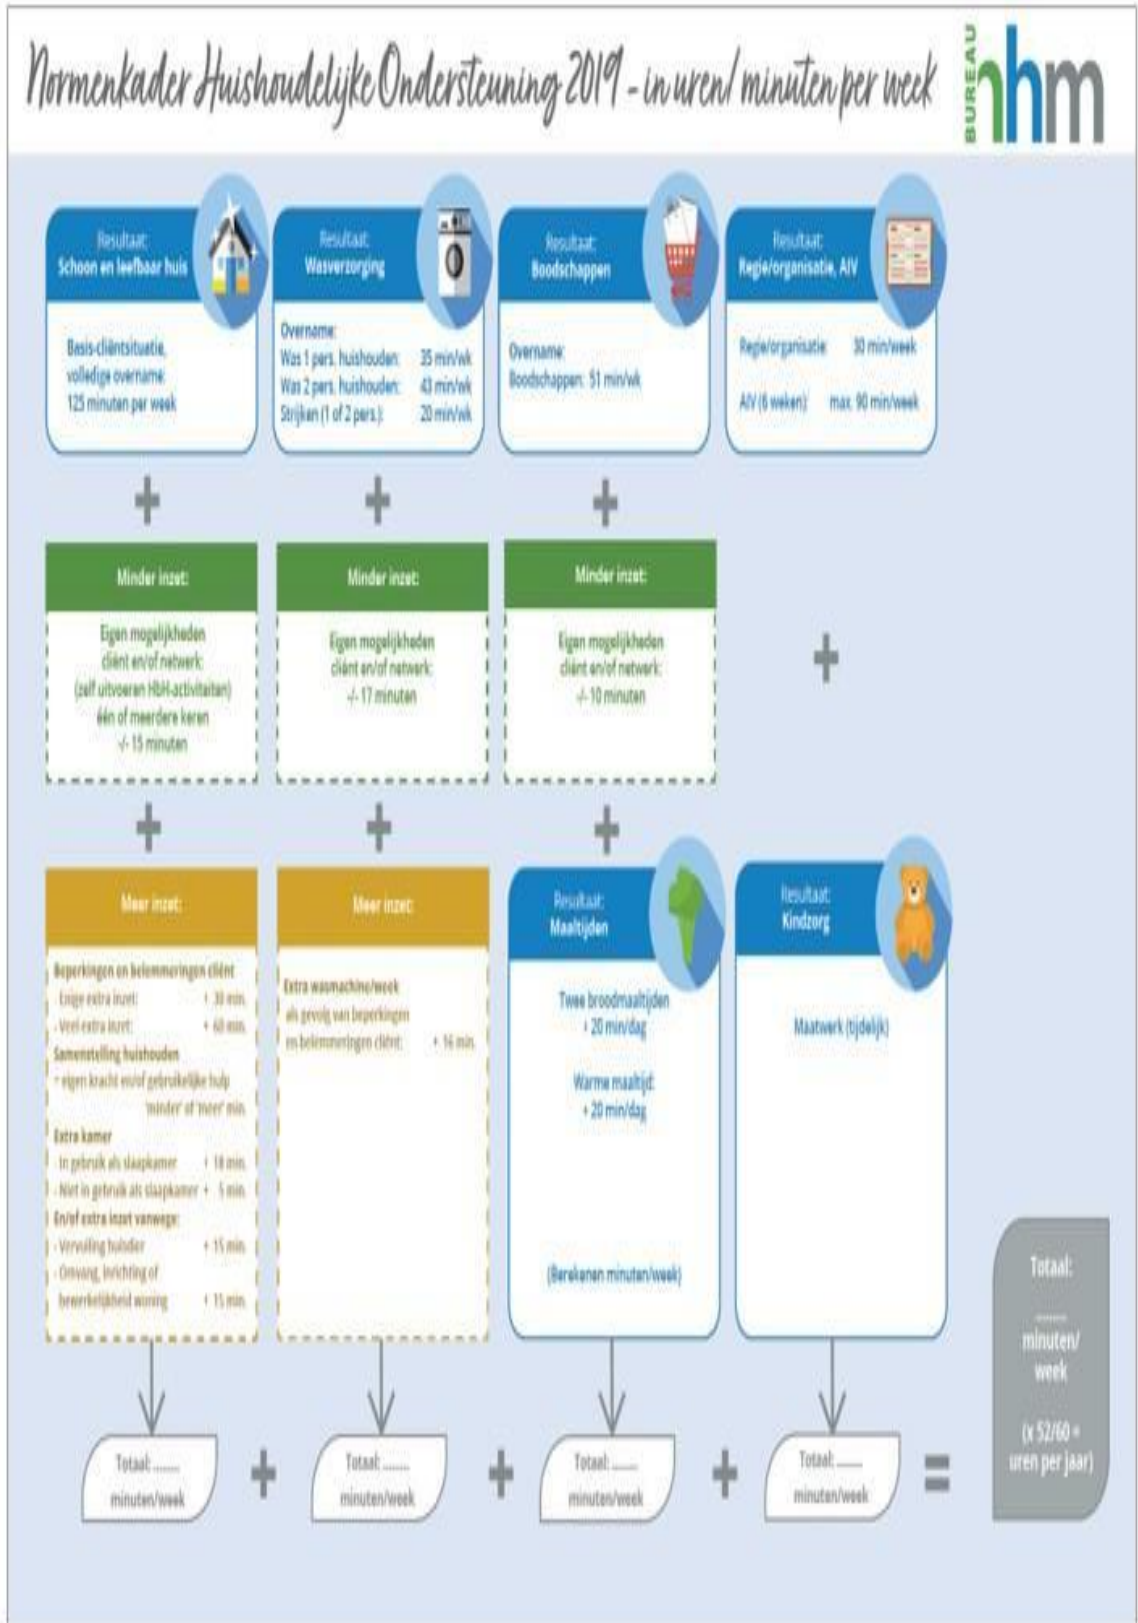 Normenkader Huishoudelijke Ondersteuning 2019 - in uren/ minuten per week
BUREAU
nhm
Resultaat:
Schoon en leefbaar huis
Basis-cliëntsituatie,
volledige overname:
125 minuten per week
Resultaat:
Wasverzorging
Overname:
Was 1 pers. huishouden: 35 min/wk
Was 2 pers. huishouden: 43 min/wk
Strijken (1 of 2 pers.): 20 min/wk
Resultaat:
Boodschappen
Overname:
Boodschappen: 51 min/wk
Resultaat:
Regie/organisatie, AIV
Regie/organisatie: 30 min/week
AIV (6 weken): max. 90 min/week
+
+
+
Minder inzet:
Eigen mogelijkheden
cliënt en/of netwerk:
(zelf uitvoeren HbH-activiteiten)
één of meerdere keren
-/- 15 minuten
Minder inzet:
Eigen mogelijkheden
cliënt en/of netwerk:
-/- 17 minuten
Minder inzet:
Eigen mogelijkheden
cliënt en/of netwerk:
-/- 10 minuten
+
+
+
+
Meer inzet:
Beperkingen en belemmeringen cliënt
- Enige extra inzet: + 30 min.
- Veel extra inzet: + 60 min.
Samenstelling huishouden
- eigen kracht en/of gebruikelijke hulp
'minder' of 'meer' min.
Extra kamer
- In gebruik als slaapkamer + 18 min.
- Niet in gebruik als slaapkamer + 5 min.
En/of extra inzet vanwege:
- Vervuiling huisdier + 15 min.
- Omvang, inrichting of
bewerkelijkheid woning + 15 min.
Meer inzet:
Extra wasmachine/week
als gevolg van beperkingen
en belemmeringen cliënt: + 16 min.
Resultaat:
Maaltijden
Twee broodmaaltijden
+ 20 min/dag
Warme maaltijd:
+ 20 min/dag
(Berekenen minuten/week)
Resultaat:
Kindzorg
Maatwerk (tijdelijk)
Totaal: ........
minuten/week
+
Totaal: ........
minuten/week
+
Totaal: ........
minuten/week
+
Totaal: ........
minuten/week
=
Totaal:
........
minuten/
week
(x 52/60 =
uren per jaar)